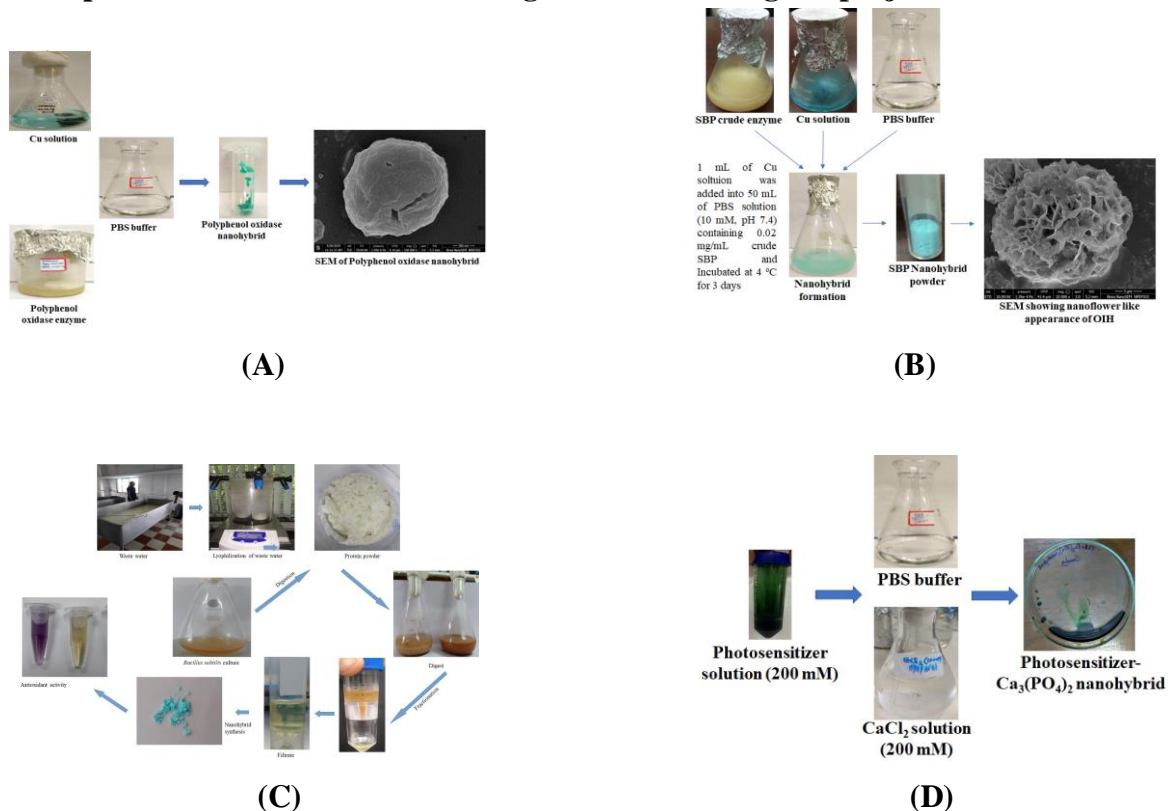 Cu solution
PBS buffer
Polyphenol oxidase
nanohybrid
SEM of Polyphenol oxidase nanohybrid
Polyphenol
oxidase enzyme
(A)
SBP crude enzyme
Cu solution
PBS buffer
1 mL of Cu
soltuion was
added into 50 mL
of PBS solution
(10 mM, pH 7.4)
containing 0.02
mg/mL crude
SBP and
Incubated at 4 °C
for 3 days
Nanohybrid
formation
SBP Nanohybrid
powder
SEM showing nanoflower like
appearance of OIH
(B)
Waste water
Lyophilization of waste water
Protein powder
Digestion
Bacillus subtilis culture
Digest
Fractionation
Antioxidant activity
Nanohybrid
synthesis
Filtrate
(C)
PBS buffer
Photosensitizer
solution (200 mM)
CaCl₂ solution
(200 mM)
Photosensitizer-
Ca₃(PO₄)₂ nanohybrid
(D)